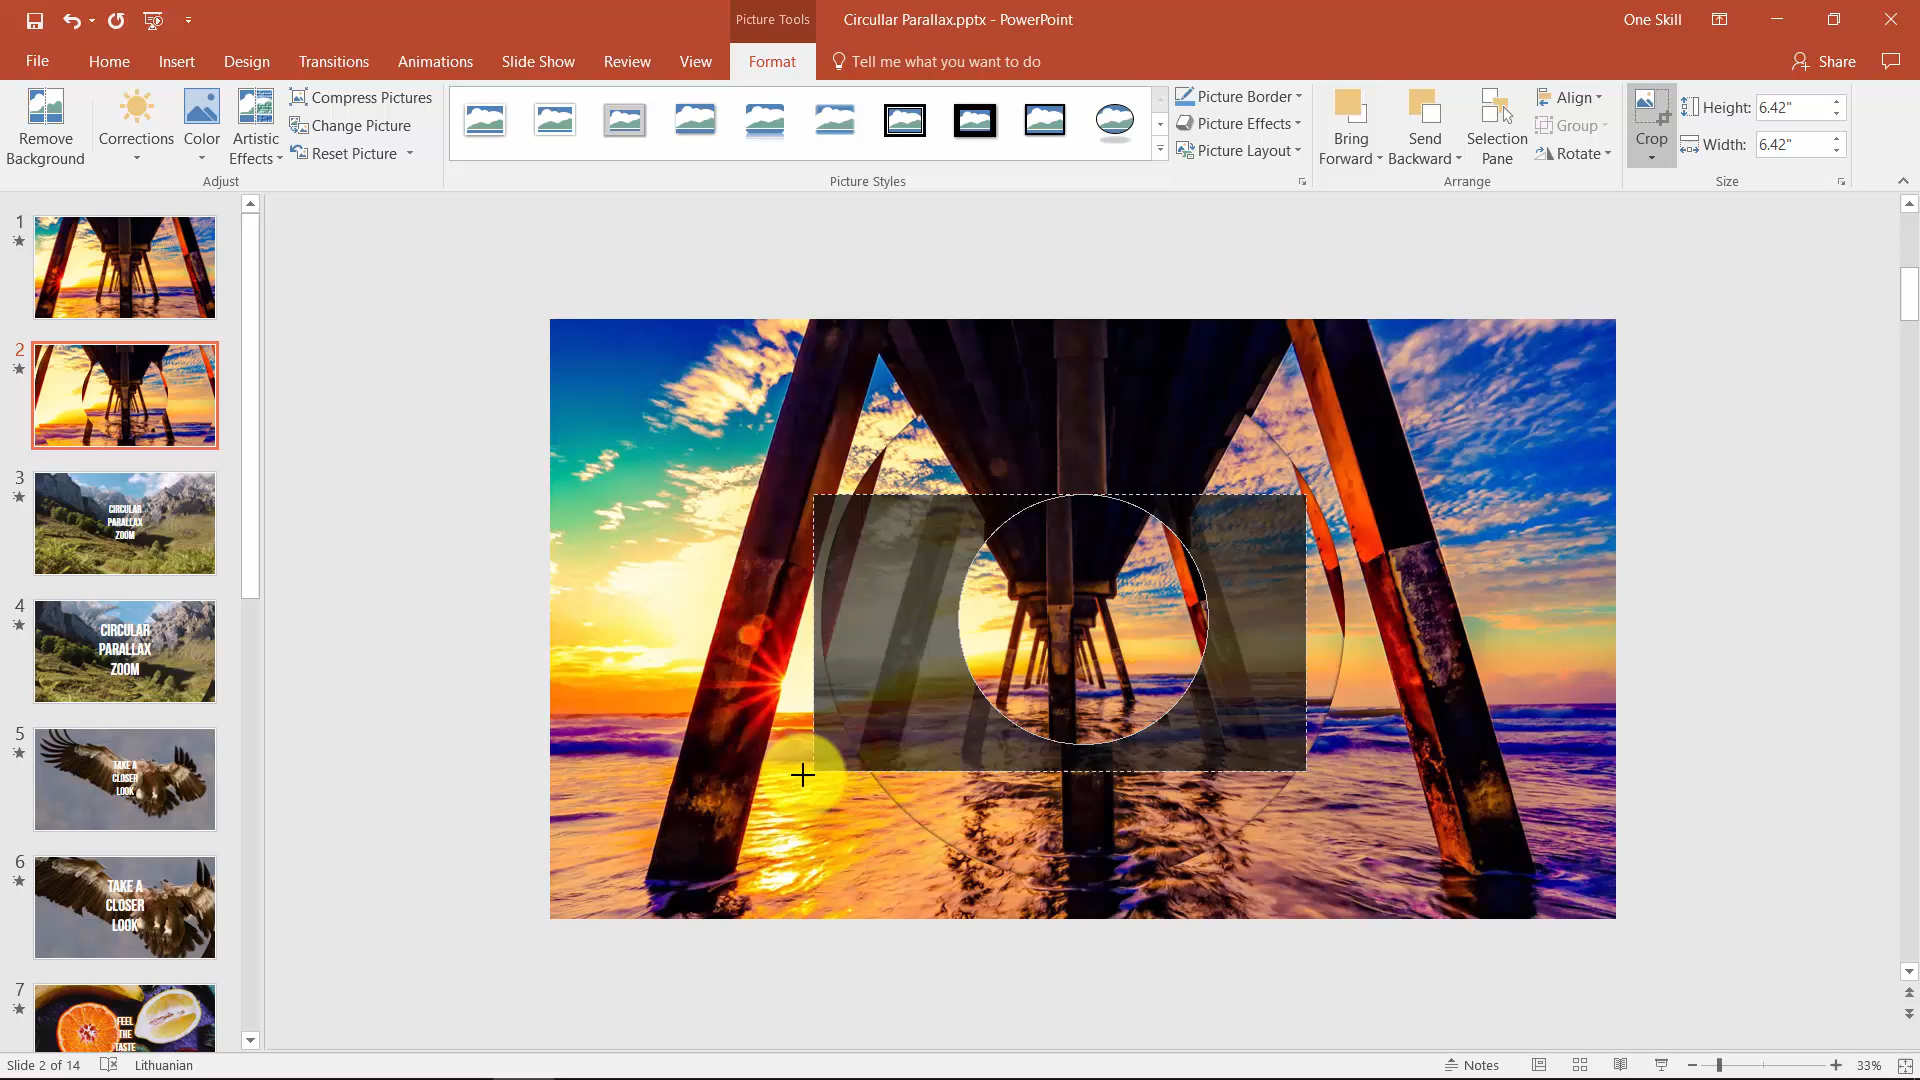 Picture Tools
Circullar Parallax.pptx - PowerPoint
One Skill
File
Home
Insert
Design
Transitions
Animations
Slide Show
Review
View
Format
Tell me what you want to do
Share
Remove Background
Corrections
Color
Artistic Effects
Compress Pictures
Change Picture
Reset Picture
Adjust
Picture Styles
Picture Border
Picture Effects
Picture Layout
Bring Forward
Send Backward
Selection Pane
Align
Group
Rotate
Arrange
Crop
Height: 6.42"
Width: 6.42"
Size
1
2
3
CIRCULAR
PARALLAX
ZOOM
4
CIRCULAR
PARALLAX
ZOOM
5
TAKE A
CLOSER
LOOK
6
TAKE A
CLOSER
LOOK
7
FEEL
THE
TASTE
Slide 2 of 14
Lithuanian
Notes
33%